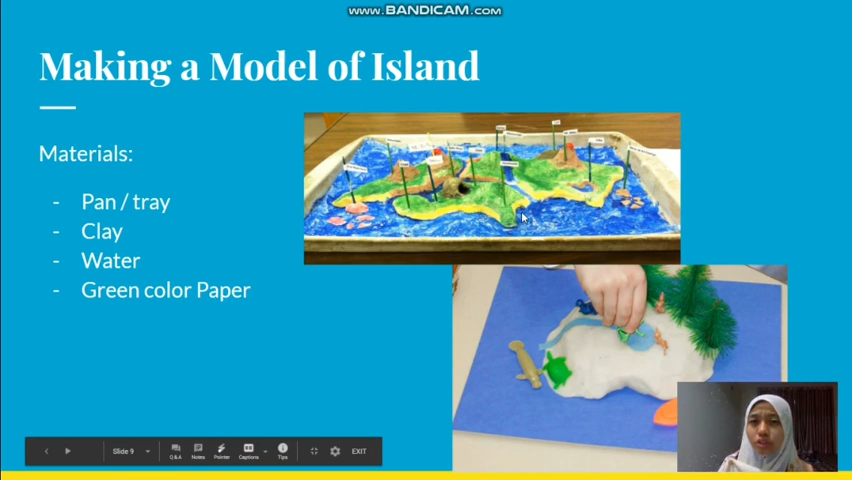 www.BANDICAM.com
Making a Model of Island
Materials:
- Pan / tray
- Clay
- Water
- Green color Paper
Slide 9
Q & A
Notes
Pointer
Captions
Tips
EXIT